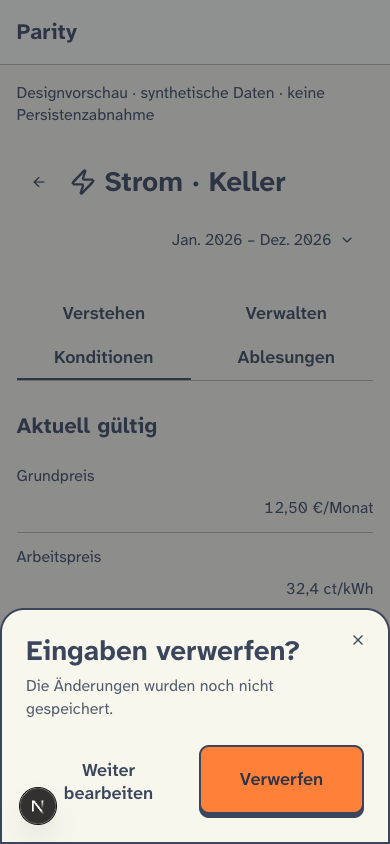 Parity
Designvorschau · synthetische Daten · keine
Persistenzabnahme
Strom · Keller
Jan. 2026 – Dez. 2026
Verstehen
Verwalten
Konditionen
Ablesungen
Aktuell gültig
Grundpreis
12,50 €/Monat
Arbeitspreis
32,4 ct/kWh
Eingaben verwerfen?
Die Änderungen wurden noch nicht
gespeichert.
Weiter
bearbeiten
Verwerfen
N